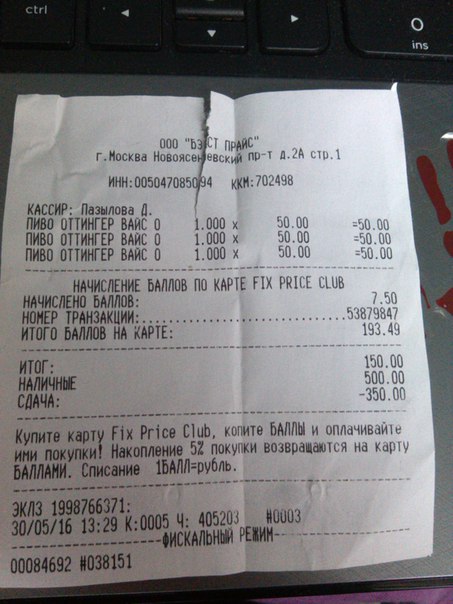 ctrl
0
ins
ООО "БЭСТ ПРАЙС"
г.Москва Новоясеневский пр-т д.2А стр.1
ИНН:005047085094 ККМ:702498
КАССИР: Пазылова Д.
ПИВО ОТТИНГЕР ВАЙС 0 1.000 х 50.00 =50.00
ПИВО ОТТИНГЕР ВАЙС 0 1.000 х 50.00 =50.00
ПИВО ОТТИНГЕР ВАЙС 0 1.000 х 50.00 =50.00
НАЧИСЛЕНИЕ БАЛЛОВ ПО КАРТЕ FIX PRICE CLUB
НАЧИСЛЕНО БАЛЛОВ: 7.50
НОМЕР ТРАНЗАКЦИИ:........................53879847
ИТОГО БАЛЛОВ НА КАРТЕ: 193.49
ИТОГ: 150.00
НАЛИЧНЫЕ 500.00
СДАЧА: -350.00
Купите карту Fix Price Club, копите БАЛЛЫ и оплачивайте
ими покупки! Накопление 5% покупки возвращаются на карту
БАЛЛАМИ. Списание 1БАЛЛ=рубль.
ЭКЛЗ 1998766371:
30/05/16 13:29 К:0005 Ч: 405203 #0003
ФИСКАЛЬНЫЙ РЕЖИМ
00084692 #038151